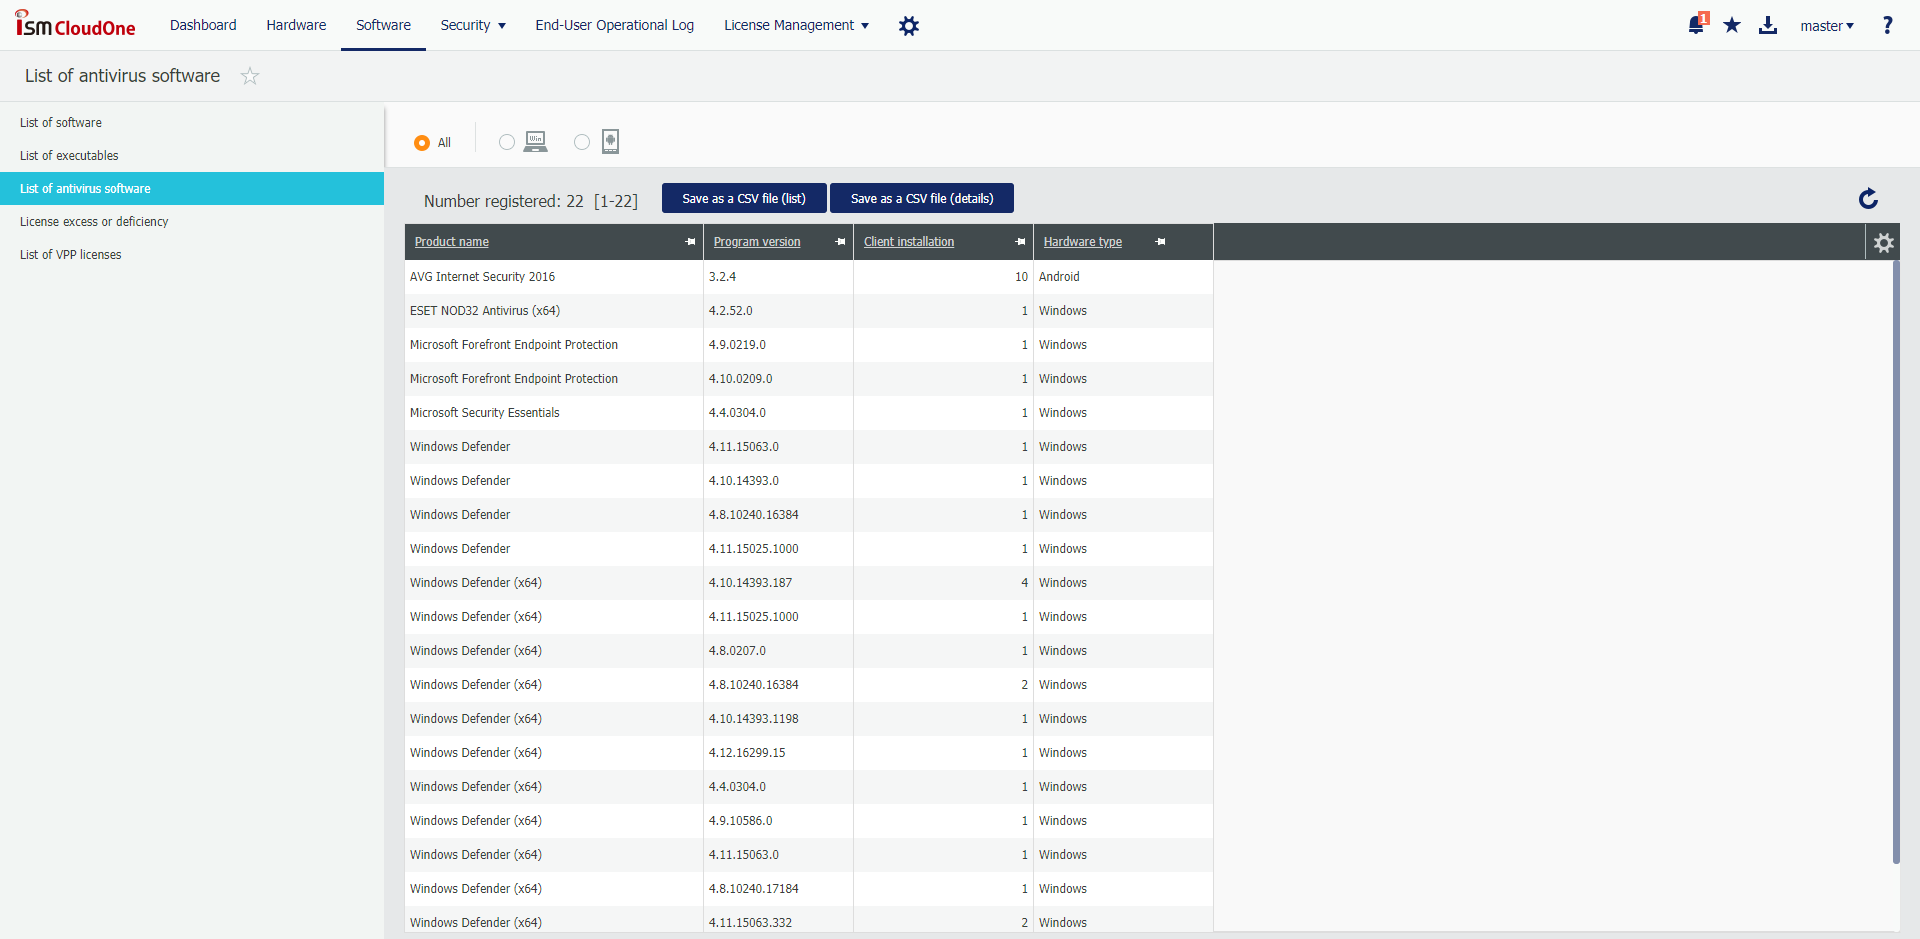 iSM CloudOne Dashboard Hardware Software Security End-User Operational Log License Management 1 master ?
List of antivirus software
List of software
List of executables
List of antivirus software
License excess or deficiency
List of VPP licenses
All Win
Number registered: 22 [1-22] Save as a CSV file (list) Save as a CSV file (details)
Product name Program version Client installation Hardware type
AVG Internet Security 2016 3.2.4 10 Android
ESET NOD32 Antivirus (x64) 4.2.52.0 1 Windows
Microsoft Forefront Endpoint Protection 4.9.0219.0 1 Windows
Microsoft Forefront Endpoint Protection 4.10.0209.0 1 Windows
Microsoft Security Essentials 4.4.0304.0 1 Windows
Windows Defender 4.11.15063.0 1 Windows
Windows Defender 4.10.14393.0 1 Windows
Windows Defender 4.8.10240.16384 1 Windows
Windows Defender 4.11.15025.1000 1 Windows
Windows Defender (x64) 4.10.14393.187 4 Windows
Windows Defender (x64) 4.11.15025.1000 1 Windows
Windows Defender (x64) 4.8.0207.0 1 Windows
Windows Defender (x64) 4.8.10240.16384 2 Windows
Windows Defender (x64) 4.10.14393.1198 1 Windows
Windows Defender (x64) 4.12.16299.15 1 Windows
Windows Defender (x64) 4.4.0304.0 1 Windows
Windows Defender (x64) 4.9.10586.0 1 Windows
Windows Defender (x64) 4.11.15063.0 1 Windows
Windows Defender (x64) 4.8.10240.17184 1 Windows
Windows Defender (x64) 4.11.15063.332 2 Windows